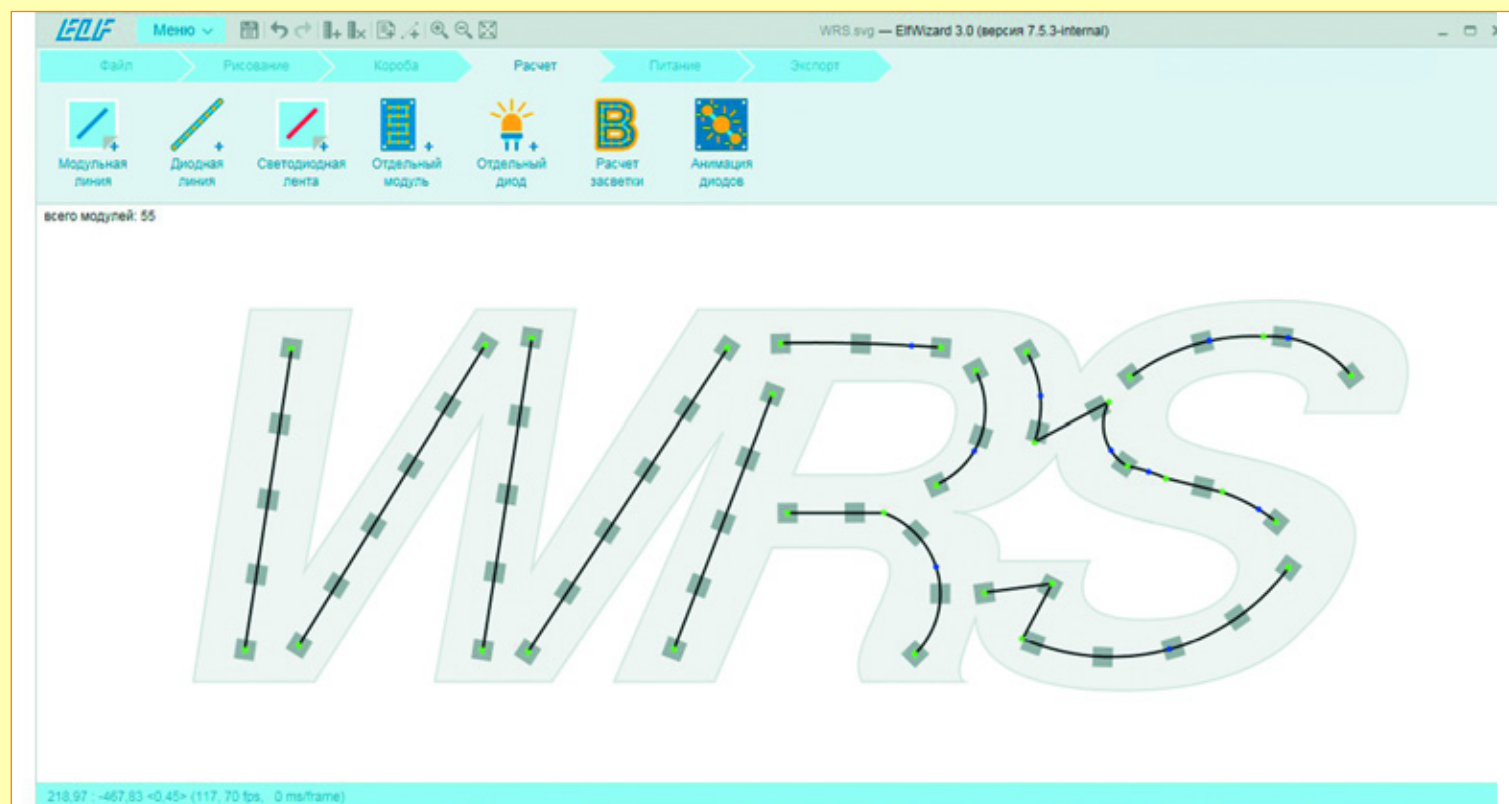 ELF Меню WRS.svg — ElfWizard 3.0 (версия 7.5.3-internal)
Файл Рисование Короба Расчет Питание Экспорт
Модульная линия
Диодная линия
Светодиодная лента
Отдельный модуль
Отдельный диод
Расчет засветки
Анимация диодов
всего модулей: 55
WRS
218,97 : -467,83 <0.45> (117, 70 fps, 0 ms/frame)